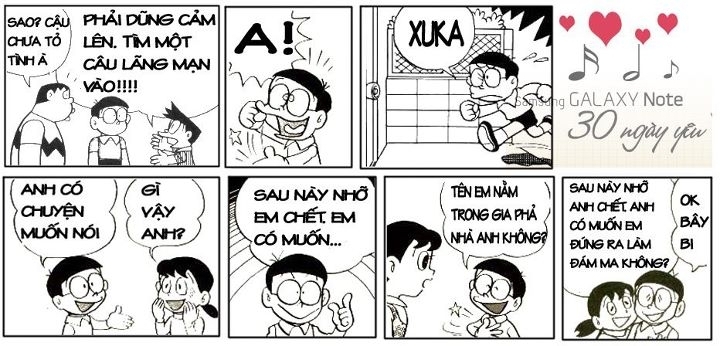 SAO? CẬU
CHƯA TỎ
TÌNH À
PHẢI DŨNG CẢM
LÊN, TÌM MỘT
CÂU LÃNG MẠN
VÀO!!!!
A!
XUKA
Samsung GALAXY Note
30 ngày yêu
ANH CÓ
CHUYỆN
MUỐN NÓI
GÌ
VẬY
ANH?
SAU NÀY NHỠ
EM CHẾT, EM
CÓ MUỐN...
TÊN EM NẰM
TRONG GIA PHẢ
NHÀ ANH KHÔNG?
SAU NÀY NHỠ
ANH CHẾT, ANH
CÓ MUỐN EM
ĐỨNG RA LÀM
ĐÁM MA KHÔNG?
OK
BÂY
BI